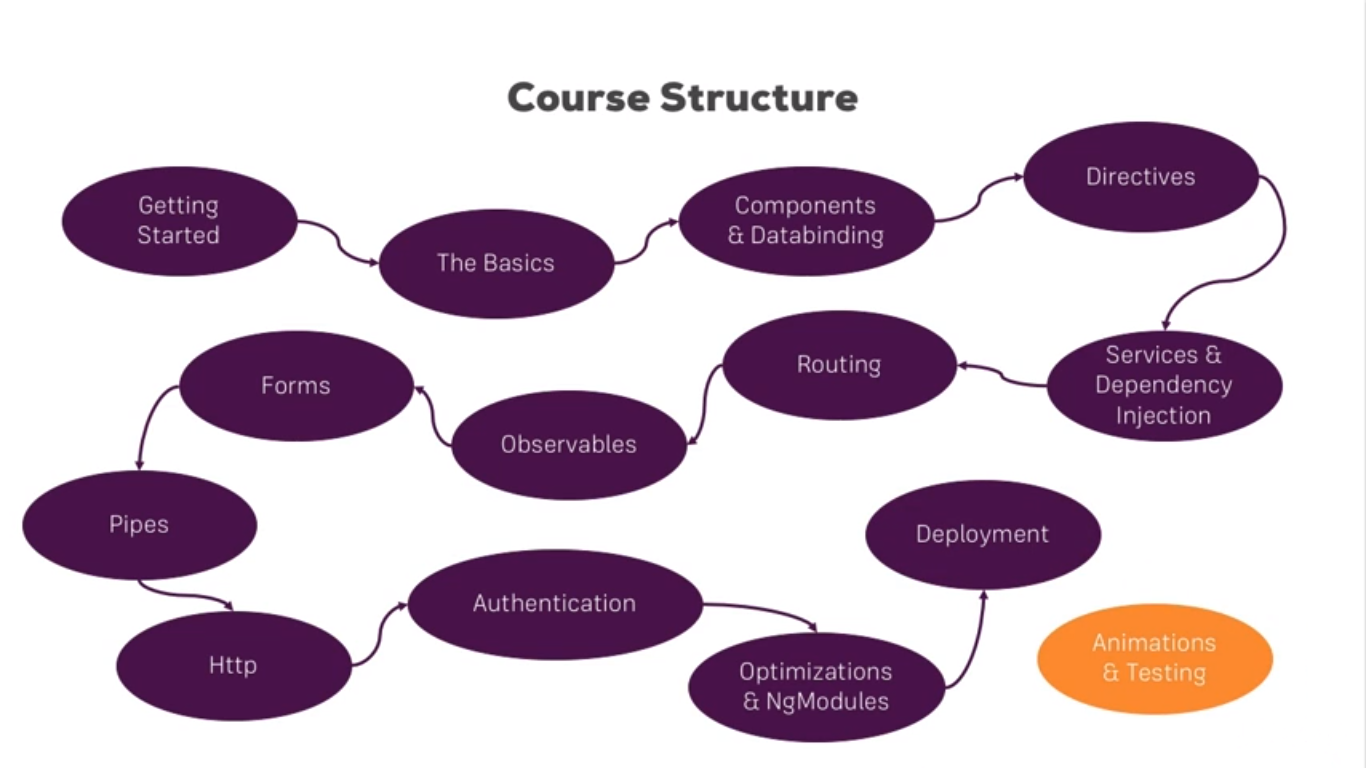 Course Structure
Getting
Started
The Basics
Components
& Databinding
Directives
Services &
Dependency
Injection
Routing
Observables
Forms
Pipes
Http
Authentication
Optimizations
& NgModules
Deployment
Animations
& Testing